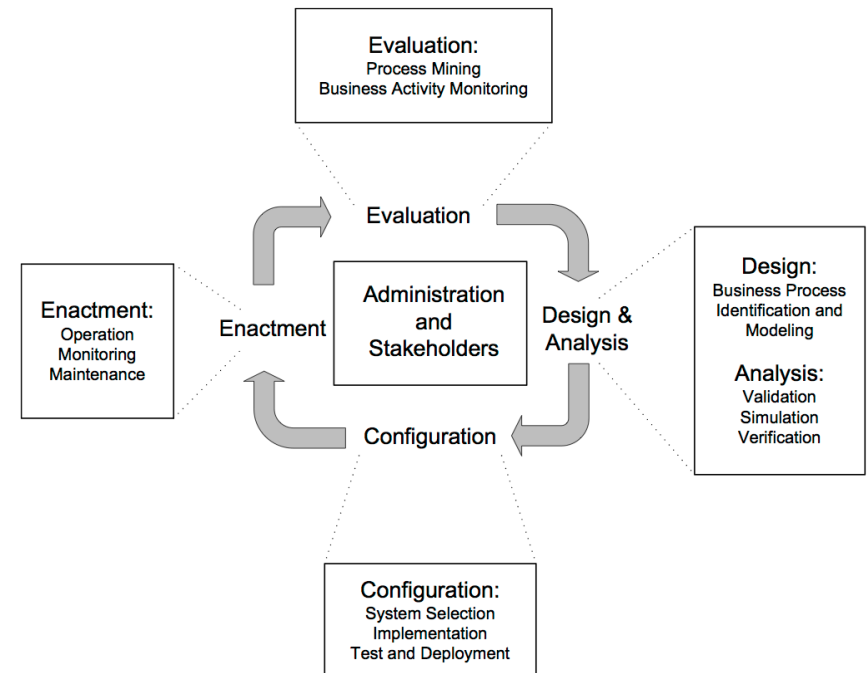 Evaluation:
Process Mining
Business Activity Monitoring
Evaluation
Administration
and
Stakeholders
Enactment:
Operation
Monitoring
Maintenance
Enactment
Design &
Analysis
Design:
Business Process
Identification and
Modeling
Analysis:
Validation
Simulation
Verification
Configuration
Configuration:
System Selection
Implementation
Test and Deployment